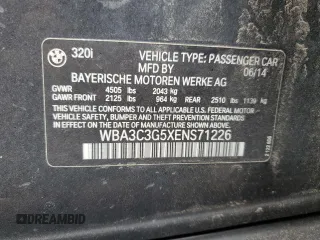 320i
VEHICLE TYPE: PASSENGER CAR
MFD BY 06/14
BAYERISCHE MOTOREN WERKE AG
GVWR 4505 lbs 2043 kg
GAWR FRONT 2125 lbs 964 kg REAR 2510 lbs 1139 kg
THIS VEHICLE CONFORMS TO ALL APPLICABLE FEDERAL MOTOR
VEHICLE SAFETY, BUMPER, AND THEFT PREVENTION STANDARDS
IN EFFECT ON THE DATE OF MANUFACTURE SHOWN ABOVE.
WBA3C3G5XENS71226
DREAMBID